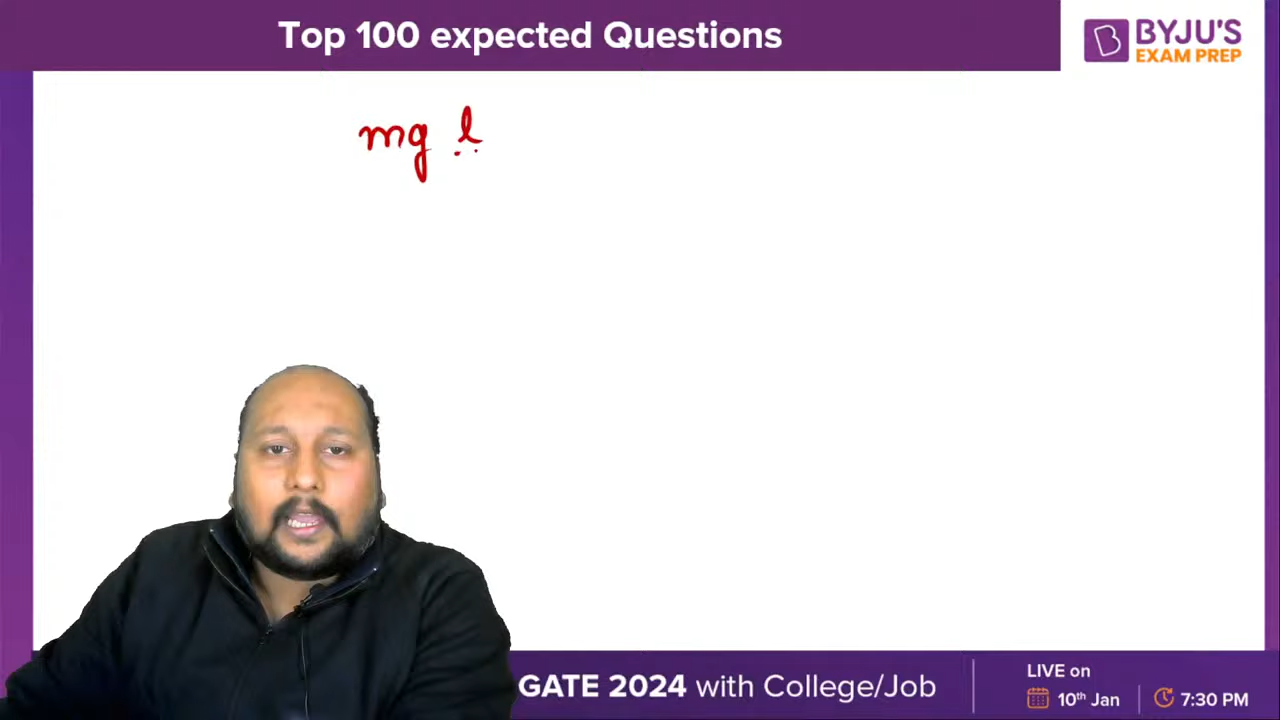 Top 100 expected Questions
BYJU'S
EXAM PREP
mg l
GATE 2024 with College/Job
LIVE on
10th Jan
7:30 PM